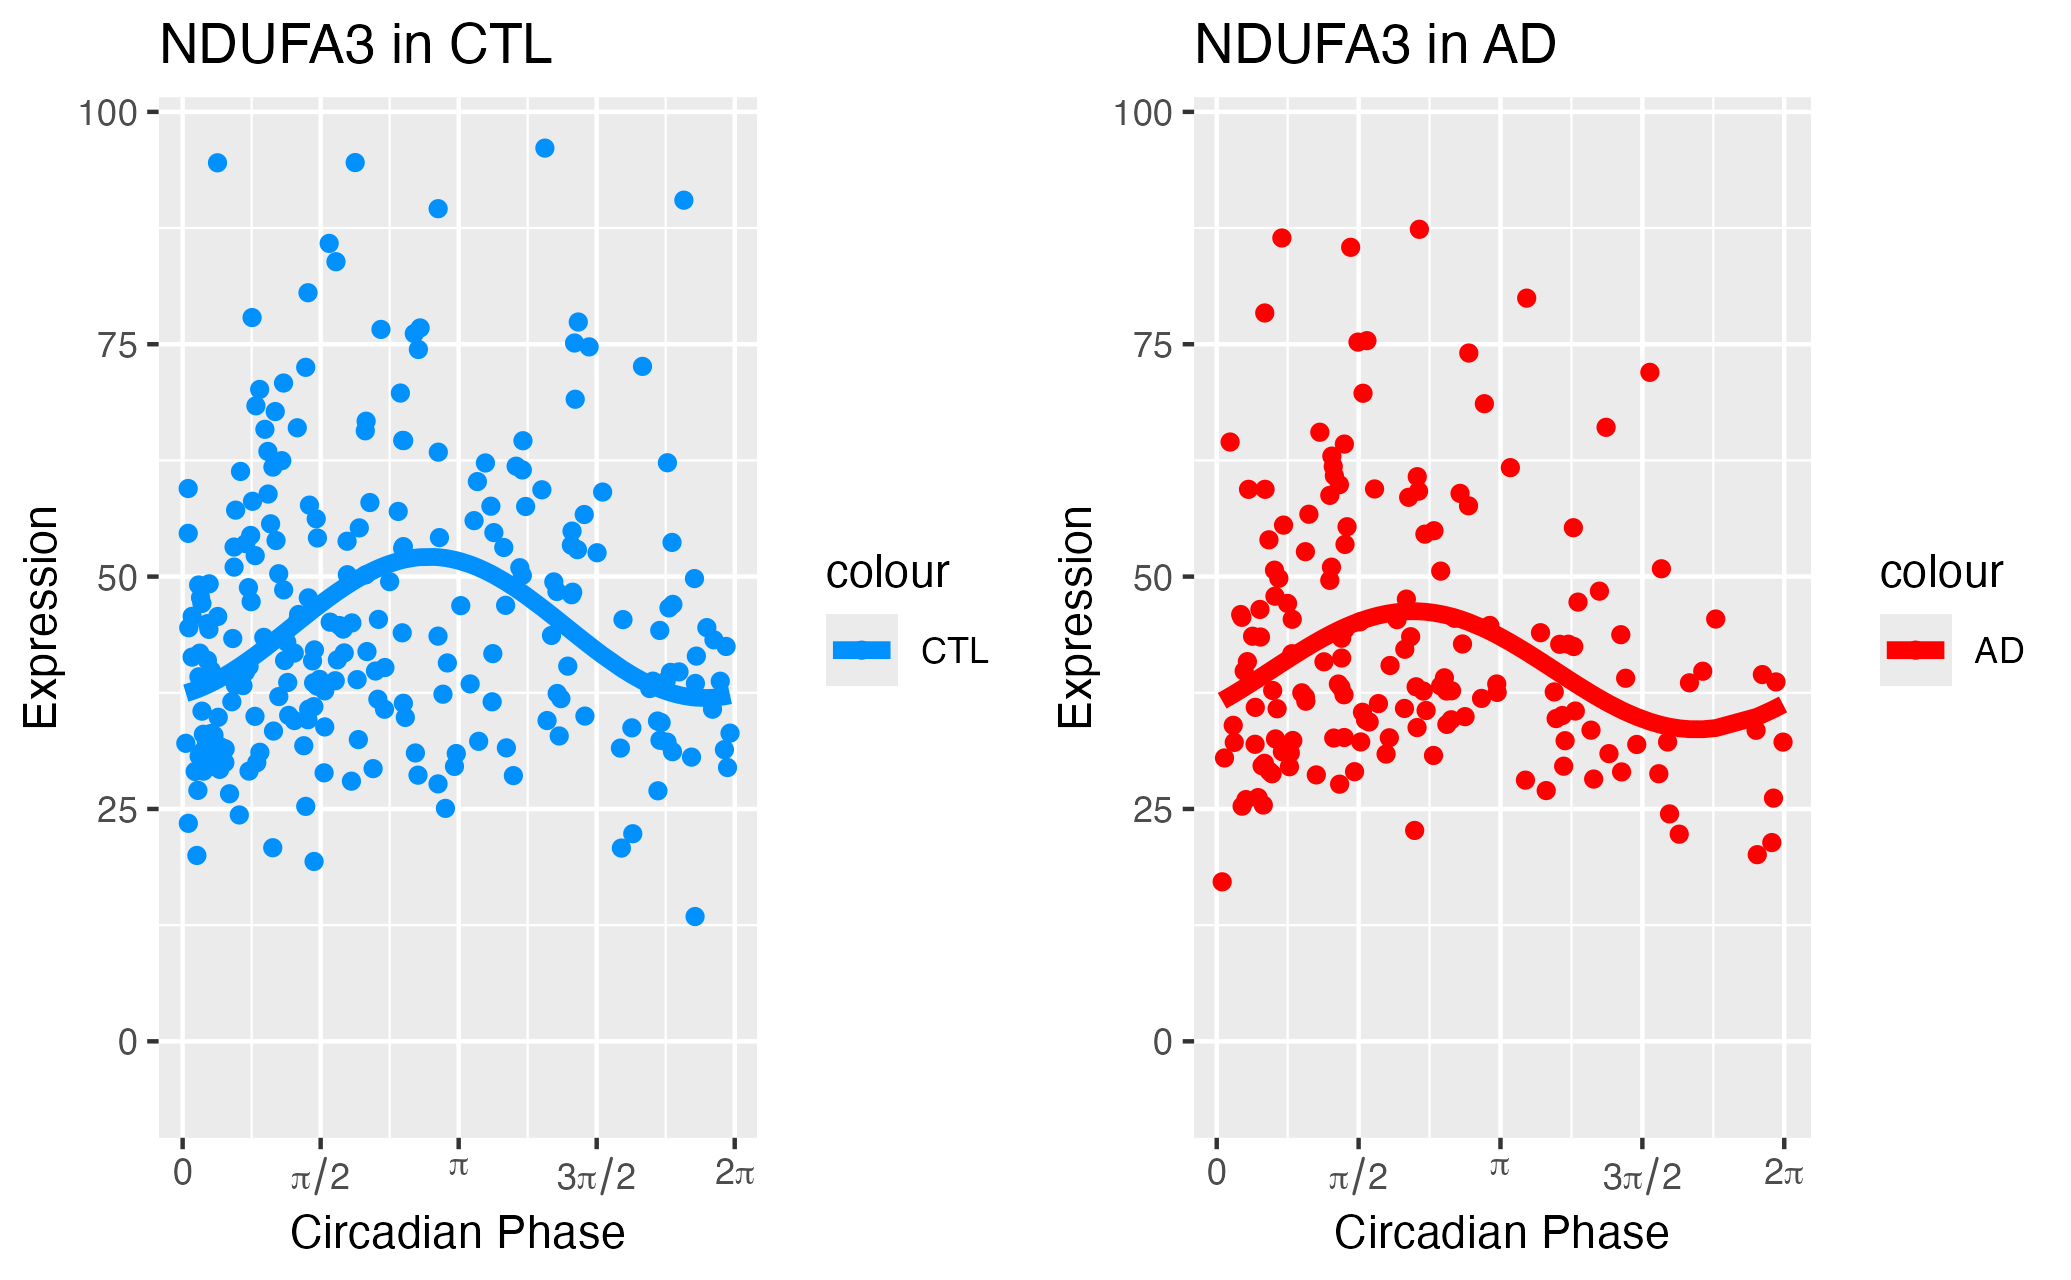 NDUFA3 in CTL
100
75
50
25
0
Expression
0
π/2
π
3π/2
2π
Circadian Phase
colour
CTL
NDUFA3 in AD
100
75
50
25
0
Expression
0
π/2
π
3π/2
2π
Circadian Phase
colour
AD